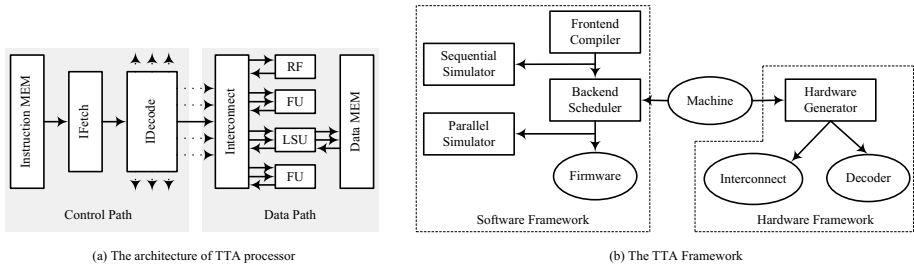 Instruction MEM
IFetch
IDecode
Interconnect
RF
FU
LSU
FU
Data MEM
Control Path
Data Path
(a) The architecture of TTA processor
Frontend
Compiler
Sequential
Simulator
Backend
Scheduler
Parallel
Simulator
Firmware
Machine
Hardware
Generator
Interconnect
Decoder
Software Framework
Hardware Framework
(b) The TTA Framework